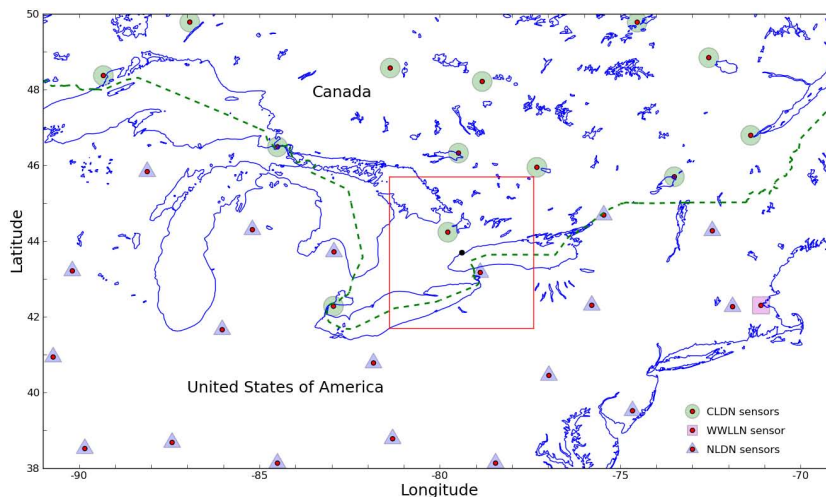 50
48
46
44
42
40
38
Latitude
Canada
United States of America
CLDN sensors
WWLLN sensor
NLDN sensors
-90
-85
-80
-75
-70
Longitude